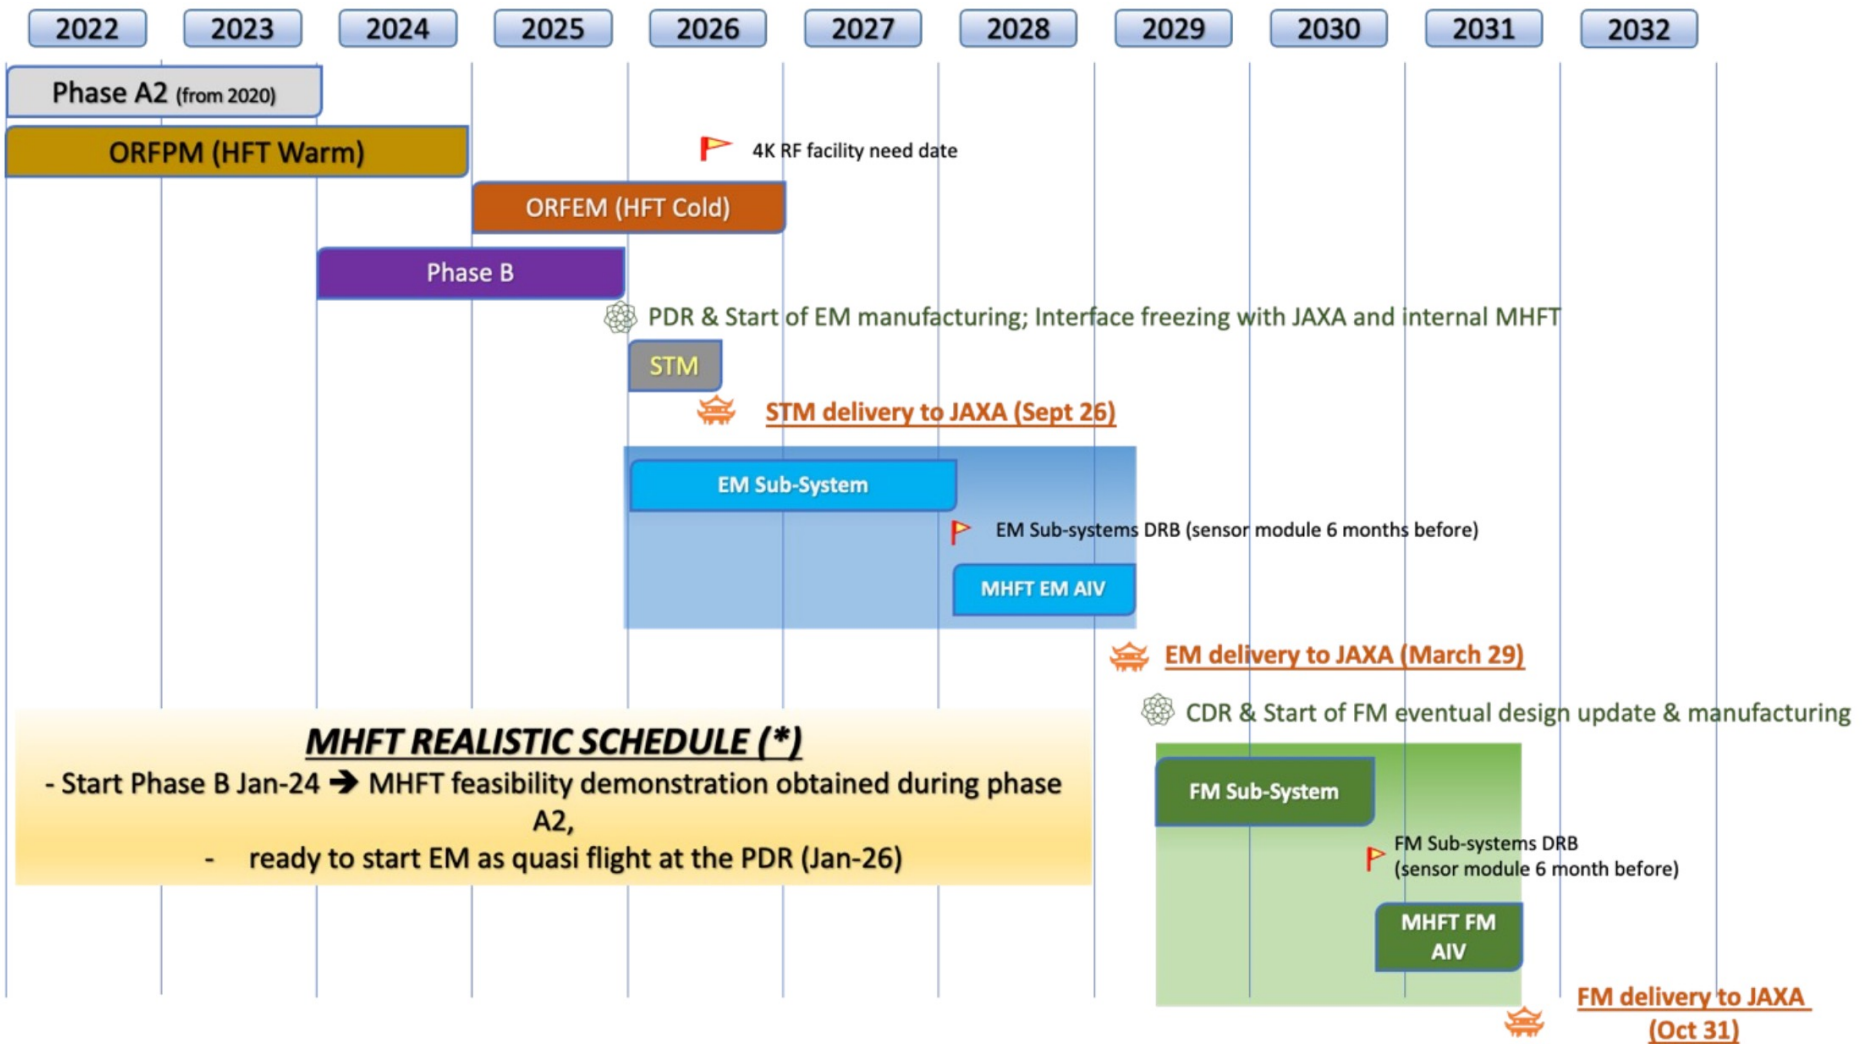 2022 2023 2024 2025 2026 2027 2028 2029 2030 2031 2032
Phase A2 (from 2020)
ORFPM (HFT Warm)
4K RF facility need date
ORFEM (HFT Cold)
Phase B
PDR & Start of EM manufacturing; Interface freezing with JAXA and internal MHFT
STM
STM delivery to JAXA (Sept 26)
EM Sub-System
EM Sub-systems DRB (sensor module 6 months before)
MHFT EM AIV
EM delivery to JAXA (March 29)
CDR & Start of FM eventual design update & manufacturing
MHFT REALISTIC SCHEDULE (*)
- Start Phase B Jan-24 ➔ MHFT feasibility demonstration obtained during phase
A2,
- ready to start EM as quasi flight at the PDR (Jan-26)
FM Sub-System
FM Sub-systems DRB
(sensor module 6 month before)
MHFT FM
AIV
FM delivery to JAXA
(Oct 31)